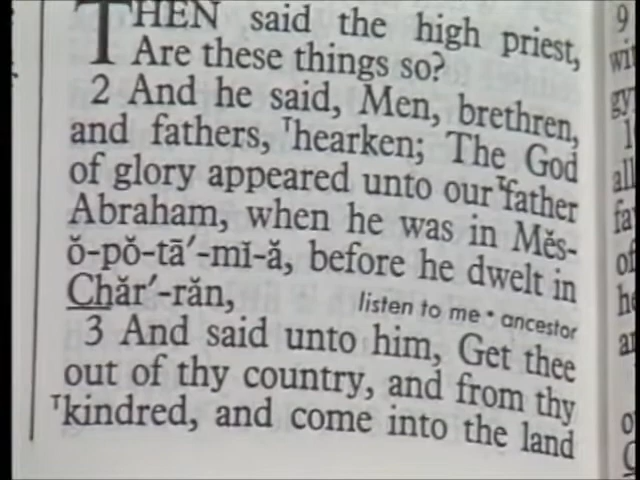 THEN said the high priest,
Are these things so?
2 And he said, Men, brethren,
and fathers, ᵀhearken; The God
of glory appeared unto our ᵀfather
Abraham, when he was in Mĕs-
ŏ-pŏ-tā′-mĭ-ă, before he dwelt in
Chăr′-răn,
listen to me • ancestor
3 And said unto him, Get thee
out of thy country, and from thy
ᵀkindred, and come into the land
9